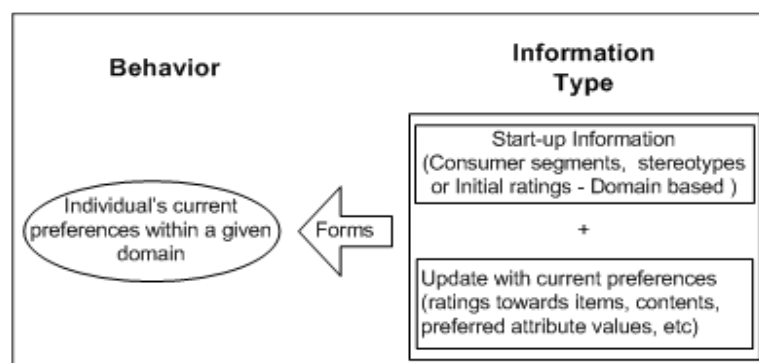 Behavior
Information
Type
Individual's current
preferences within a given
domain
Forms
Start-up Information
(Consumer segments, stereotypes
or Initial ratings - Domain based )
+
Update with current preferences
(ratings towards items, contents,
preferred attribute values, etc)